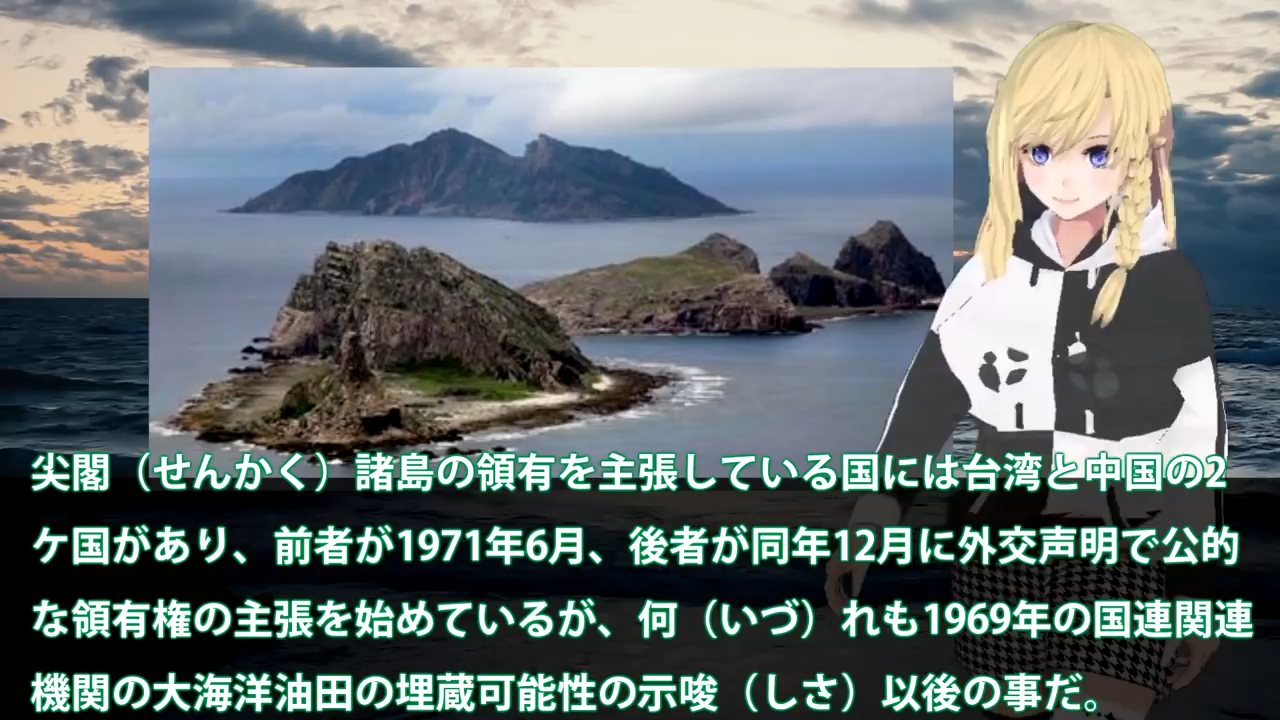 尖閣（せんかく）諸島の領有を主張している国には台湾と中国の2
ケ国があり、前者が1971年6月、後者が同年12月に外交声明で公的
な領有権の主張を始めているが、何（いづ）れも1969年の国連関連
機関の大海洋油田の埋蔵可能性の示唆（しさ）以後の事だ。